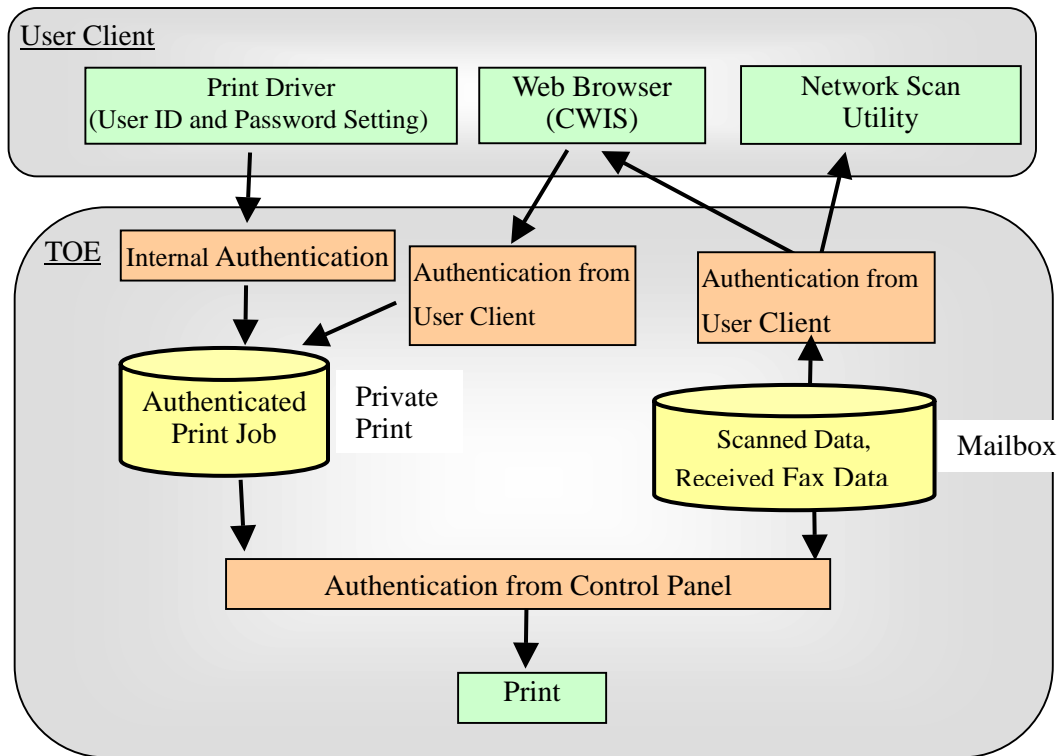 User Client
Print Driver
(User ID and Password Setting)
Web Browser
(CWIS)
Network Scan
Utility
TOE
Internal Authentication
Authentication from
User Client
Authentication from
User Client
Authenticated
Print Job
Private
Print
Scanned Data,
Received Fax Data
Mailbox
Authentication from Control Panel
Print